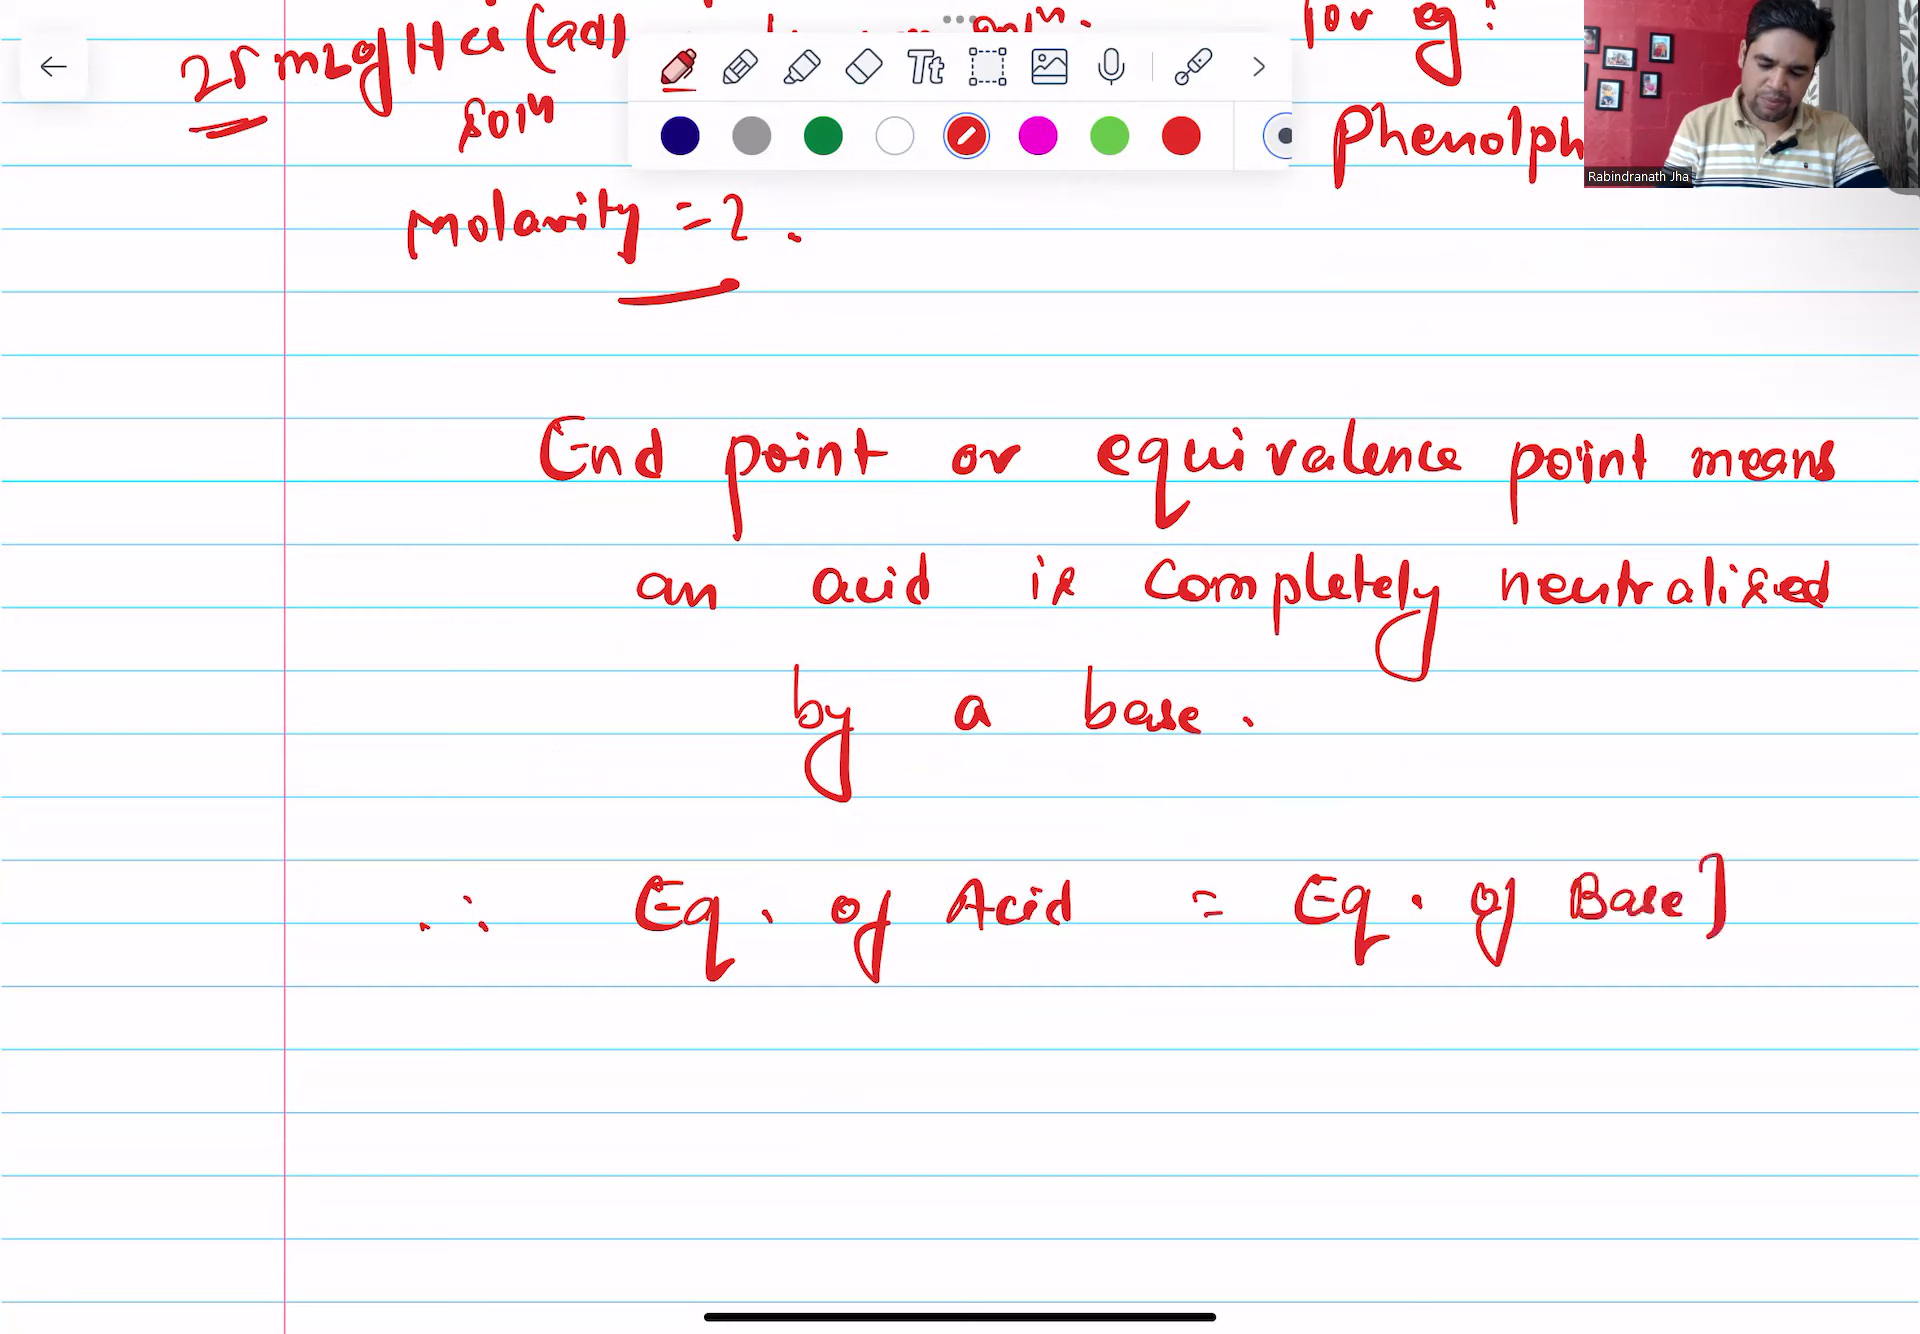 for eg:
25 mL of HCl (aq)
soln
Tt
Phenolph
Rabindranath Jha
Molarity = 2.
End point or equivalence point means
an acid is completely neutralised
by a base.
∴ Eq. of Acid = Eq. of Base]